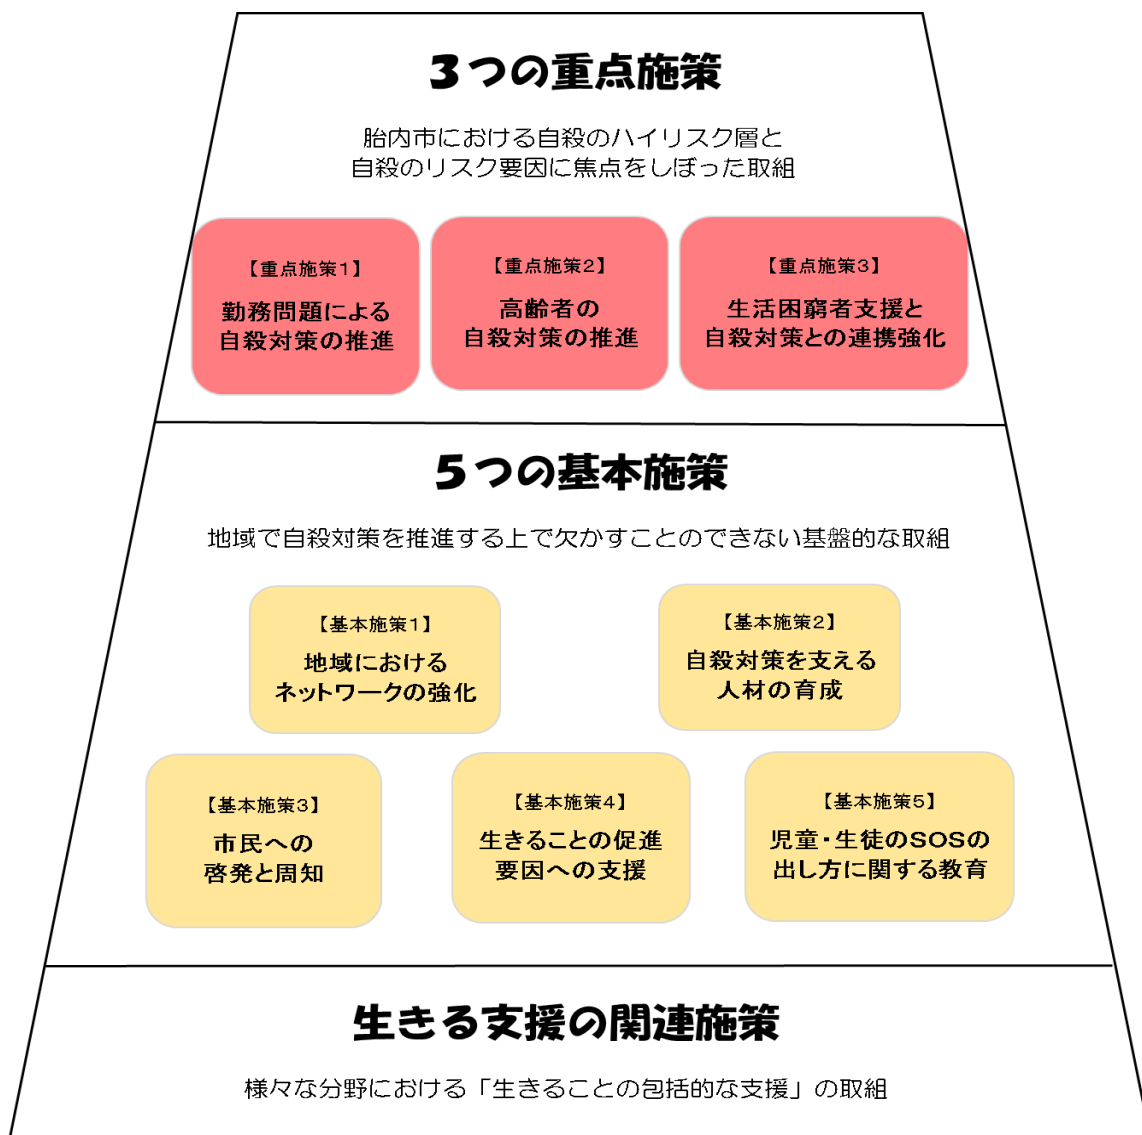 3つの重点施策
胎内市における自殺のハイリスク層と
自殺のリスク要因に焦点をしぼった取組
【重点施策1】
勤務問題による
自殺対策の推進
【重点施策2】
高齢者の
自殺対策の推進
【重点施策3】
生活困窮者支援と
自殺対策との連携強化
5つの基本施策
地域で自殺対策を推進する上で欠かすことのできない基盤的な取組
【基本施策1】
地域における
ネットワークの強化
【基本施策2】
自殺対策を支える
人材の育成
【基本施策3】
市民への
啓発と周知
【基本施策4】
生きることの促進
要因への支援
【基本施策5】
児童・生徒のSOSの
出し方に関する教育
生きる支援の関連施策
様々な分野における「生きることの包括的な支援」の取組